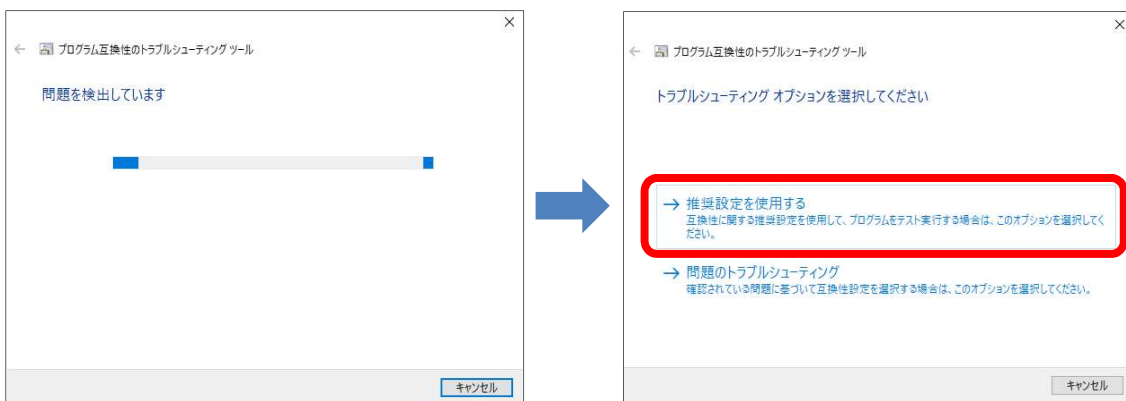 プログラム互換性のトラブルシューティング ツール
問題を検出しています
キャンセル
プログラム互換性のトラブルシューティング ツール
トラブルシューティング オプションを選択してください
推奨設定を使用する
互換性に関する推奨設定を使用して、プログラムをテスト実行する場合は、このオプションを選択してく
ださい。
問題のトラブルシューティング
確認されている問題に基づいて互換性設定を選択する場合は、このオプションを選択してください。
キャンセル